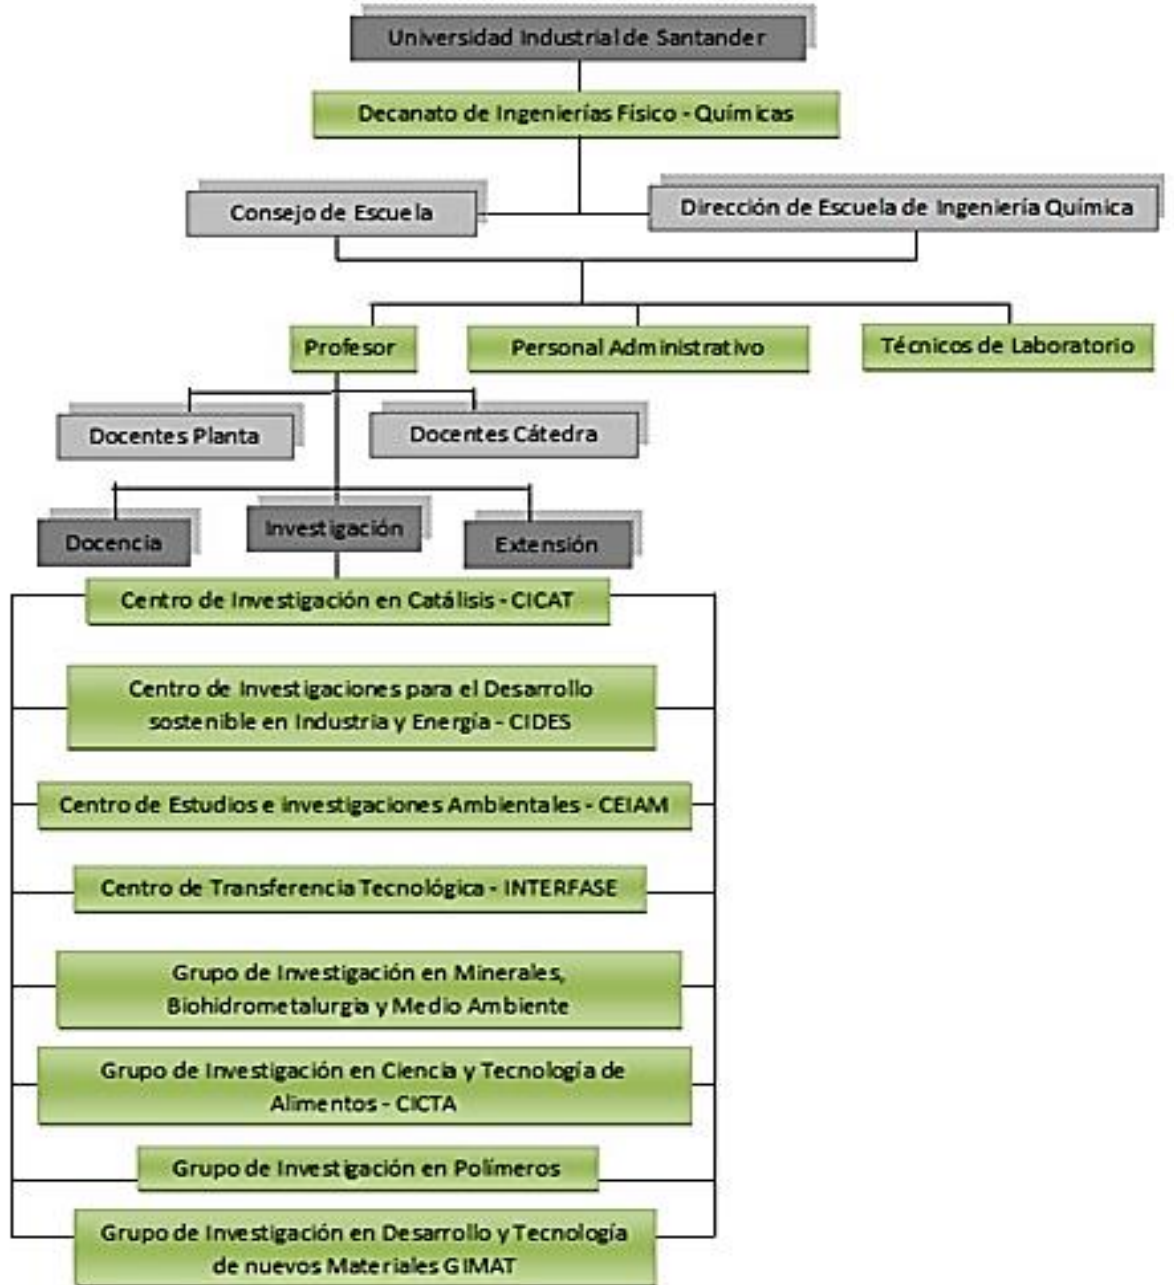 Universidad Industrial de Santander
Decanato de Ingenierías Físico - Químicas
Consejo de Escuela
Dirección de Escuela de Ingeniería Química
Profesor
Personal Administrativo
Técnicos de Laboratorio
Docentes Planta
Docentes Cátedra
Docencia
Investigación
Extensión
Centro de Investigación en Catálisis - CICAT
Centro de Investigaciones para el Desarrollo
sostenible en Industria y Energía - CIDES
Centro de Estudios e investigaciones Ambientales - CEIAM
Centro de Transferencia Tecnológica - INTERFASE
Grupo de Investigación en Minerales,
Biohidrometalurgia y Medio Ambiente
Grupo de Investigación en Ciencia y Tecnología de
Alimentos - CICTA
Grupo de Investigación en Polímeros
Grupo de Investigación en Desarrollo y Tecnología
de nuevos Materiales GIMAT